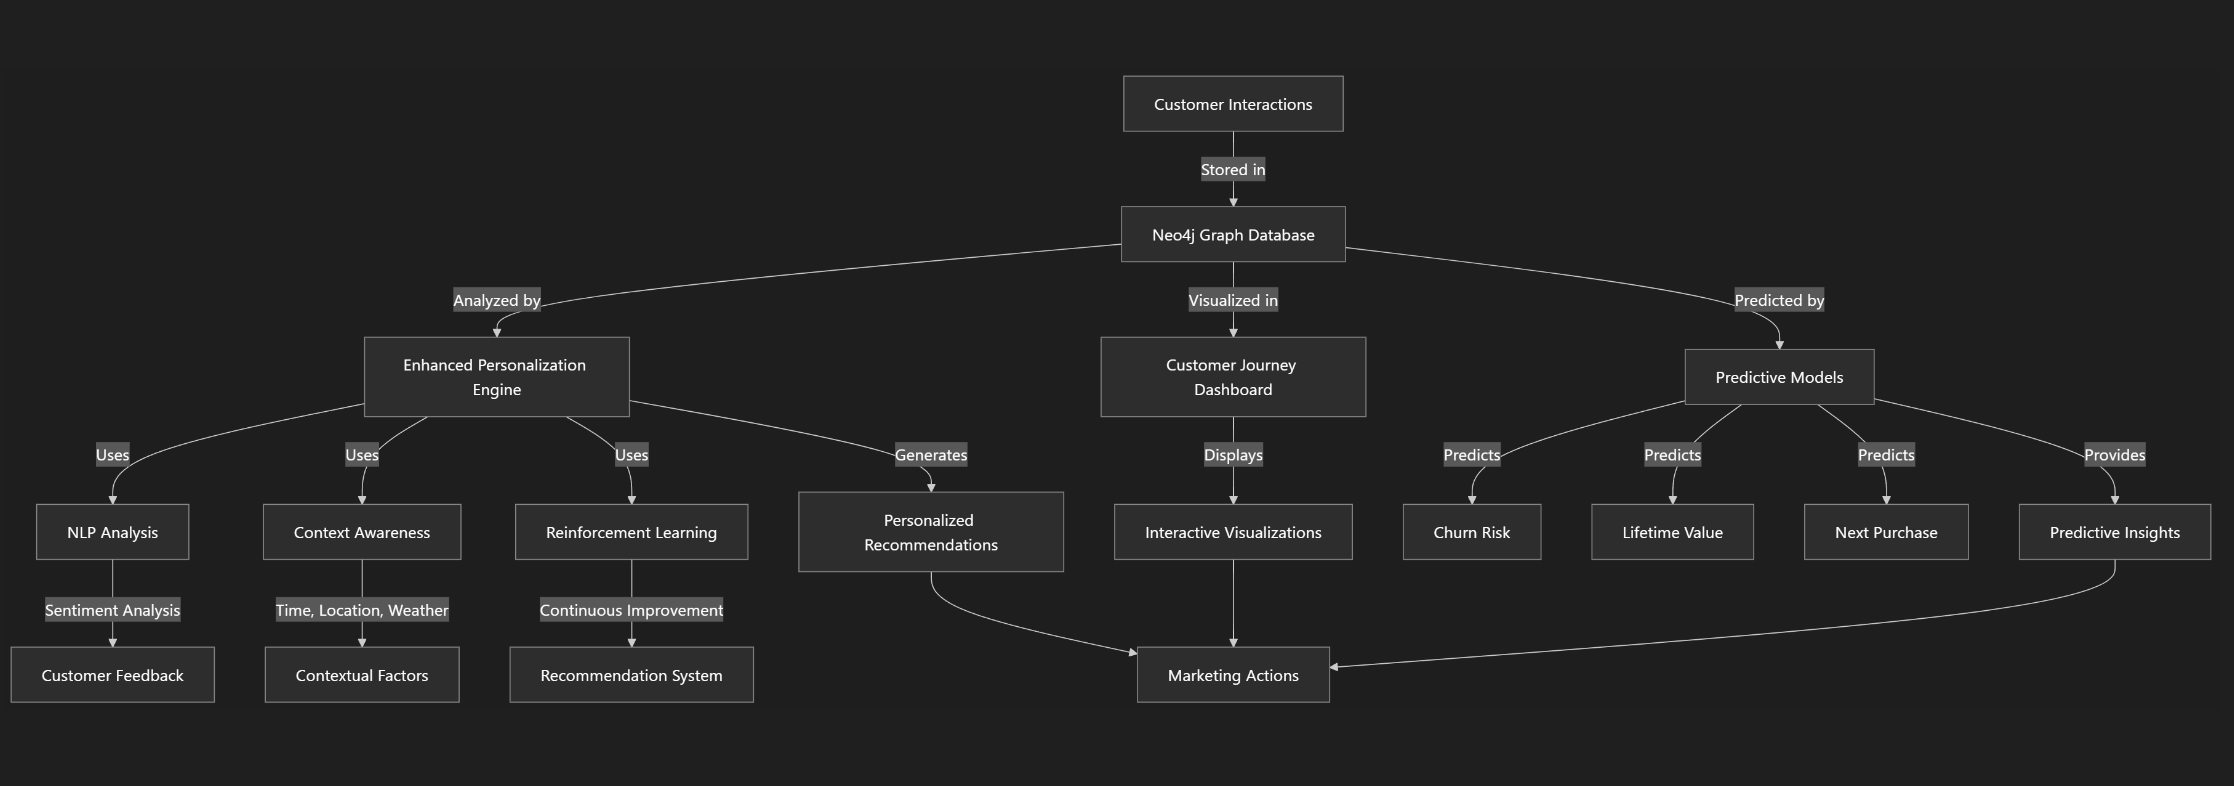 Customer Interactions
Stored in
Neo4j Graph Database
Analyzed by
Visualized in
Predicted by
Enhanced Personalization
Engine
Customer Journey
Dashboard
Predictive Models
Uses
Uses
Uses
Generates
Displays
Predicts
Predicts
Predicts
Provides
NLP Analysis
Context Awareness
Reinforcement Learning
Personalized
Recommendations
Interactive Visualizations
Churn Risk
Lifetime Value
Next Purchase
Predictive Insights
Sentiment Analysis
Time, Location, Weather
Continuous Improvement
Customer Feedback
Contextual Factors
Recommendation System
Marketing Actions